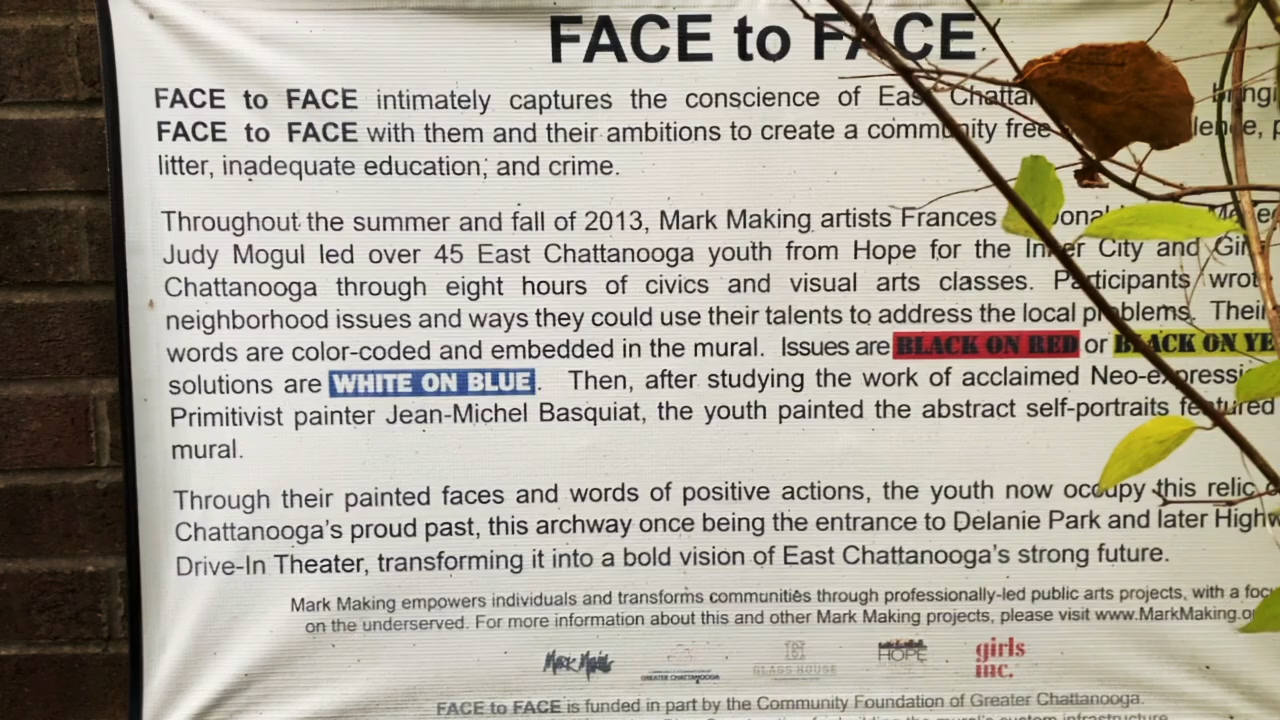 FACE to FACE
FACE to FACE intimately captures the conscience of East
FACE to FACE with them and their ambitions to create a community free
litter, inadequate education, and crime.
Throughout the summer and fall of 2013, Mark Making artists Frances
Judy Mogul led over 45 East Chattanooga youth from Hope for the Inner City and
Chattanooga through eight hours of civics and visual arts classes. Participants
neighborhood issues and ways they could use their talents to address the local problems. Their
words are color-coded and embedded in the mural. Issues are BLACK ON RED or BLACK ON
solutions are WHITE ON BLUE. Then, after studying the work of acclaimed
Primitivist painter Jean-Michel Basquiat, the youth painted the abstract self-portraits featured
mural.
Through their painted faces and words of positive actions, the youth now occupy this relic
Chattanooga's proud past, this archway once being the entrance to Delanie Park and later
Drive-In Theater, transforming it into a bold vision of East Chattanooga's strong future.
Mark Making empowers individuals and transforms communities through professionally-led public arts projects, with a
on the underserved. For more information about this and other Mark Making projects, please visit
Mark Making
GREATER CHATTANOOGA
GLASS HOUSE
HOPE
girls
inc.
FACE to FACE is funded in part by the Community Foundation of Greater Chattanooga.